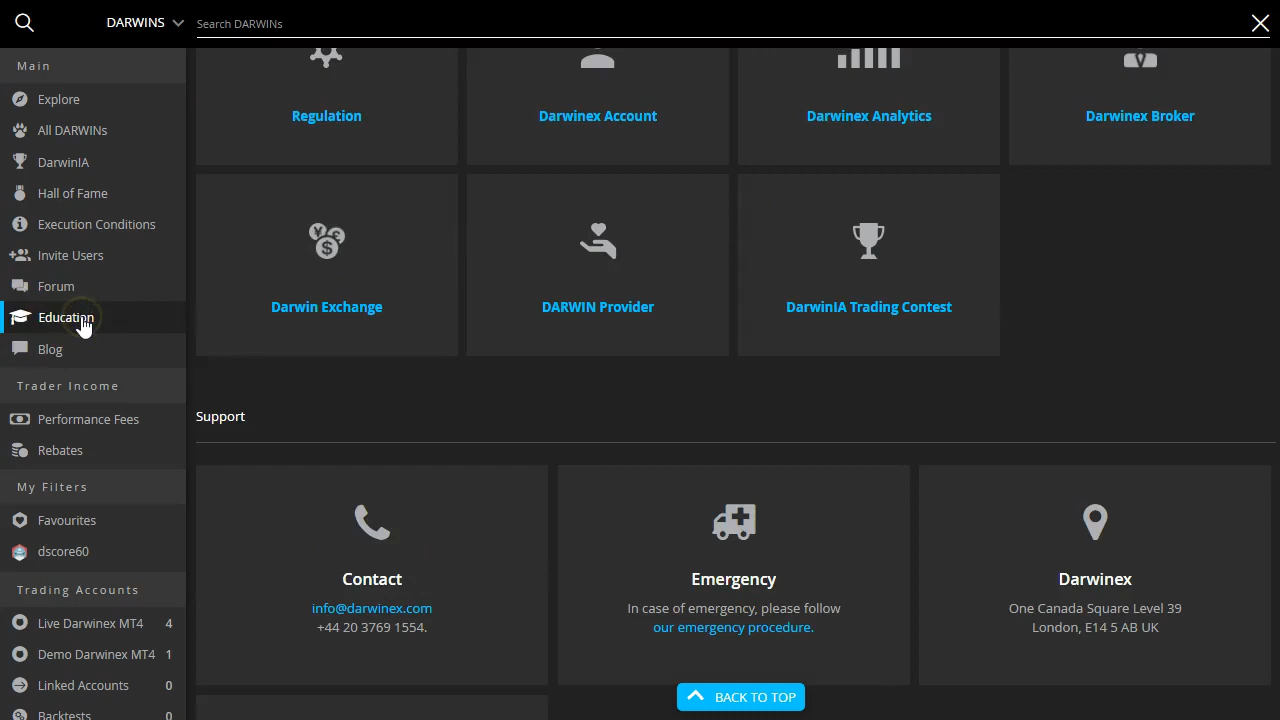 DARWINS
Search DARWINs
Main
Explore
All DARWINs
DarwinIA
Hall of Fame
Execution Conditions
Invite Users
Forum
Education
Blog
Trader Income
Performance Fees
Rebates
My Filters
Favourites
dscore60
Trading Accounts
Live Darwinex MT4 4
Demo Darwinex MT4 1
Linked Accounts 0
Backtests 0
Regulation
Darwinex Account
Darwinex Analytics
Darwinex Broker
Darwin Exchange
DARWIN Provider
DarwinIA Trading Contest
Support
Contact
info@darwinex.com
+44 20 3769 1554.
Emergency
In case of emergency, please follow
our emergency procedure.
Darwinex
One Canada Square Level 39
London, E14 5 AB UK
BACK TO TOP